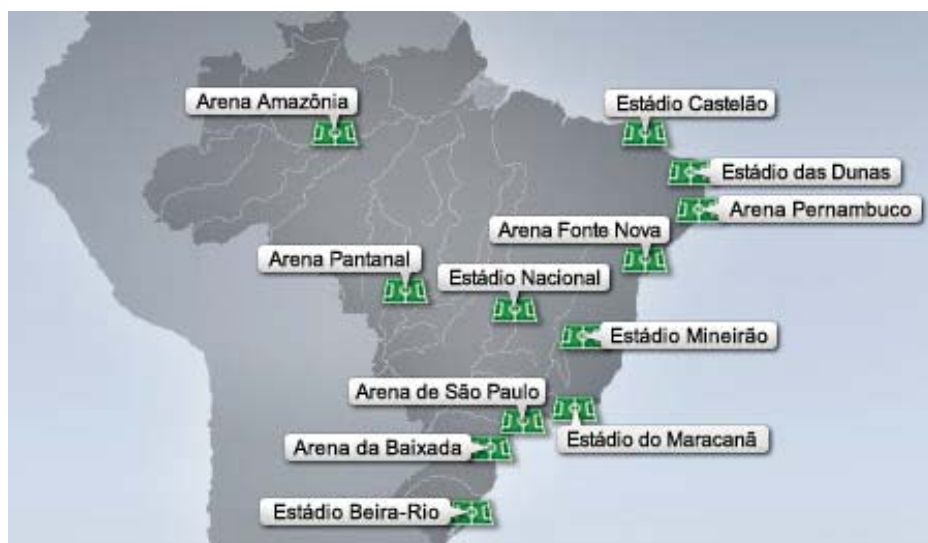 Arena Amazônia
Estádio Castelão
Estádio das Dunas
Arena Pernambuco
Arena Fonte Nova
Arena Pantanal
Estádio Nacional
Estádio Mineirão
Arena de São Paulo
Estádio do Maracanã
Arena da Baixada
Estádio Beira-Rio